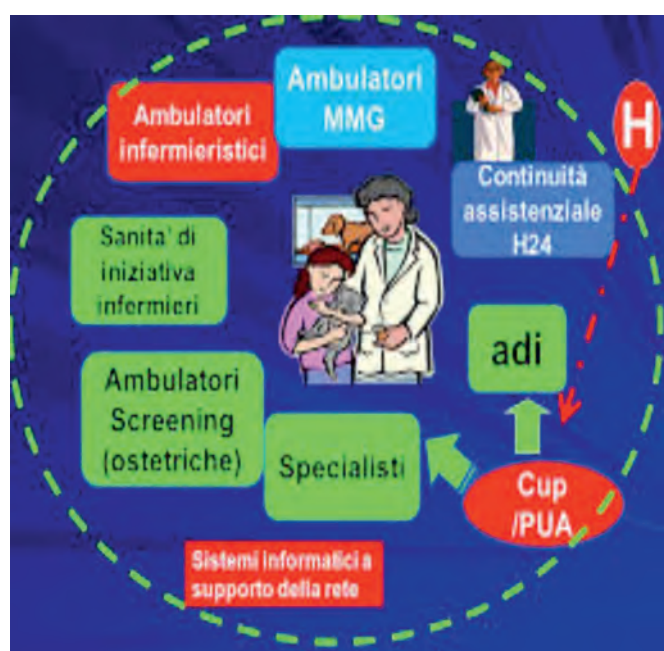 Ambulatori
MMG
Ambulatori
infermieristici
H
Continuità
assistenziale
H24
Sanita' di
iniziativa
infermieri
adi
Ambulatori
Screening
(ostetriche)
Specialisti
Cup
/PUA
Sistemi informatici a
supporto della rete